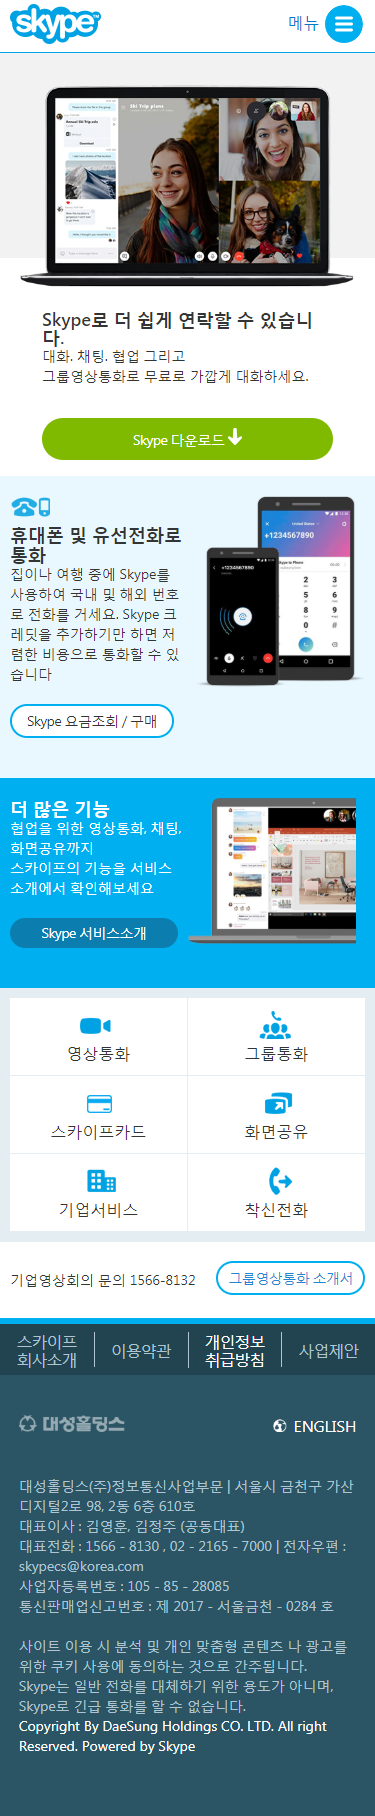 skype
메뉴
Ski Trip plans
Skype로 더 쉽게 연락할 수 있습니
다.
대화. 채팅. 협업 그리고
그룹영상통화로 무료로 가깝게 대화하세요.
Skype 다운로드
휴대폰 및 유선전화로
통화
집이나 여행 중에 Skype를
사용하여 국내 및 해외 번호
로 전화를 거세요. Skype 크
레딧을 추가하기만 하면 저
렴한 비용으로 통화할 수 있
습니다
+1234567890
+1234567890
1 2 3
4 5 6
7 8 9
* 0 #
Skype 요금조회 / 구매
더 많은 기능
협업을 위한 영상통화, 채팅,
화면공유까지
스카이프의 기능을 서비스
소개에서 확인해보세요
Skype 서비스소개
영상통화
그룹통화
스카이프카드
화면공유
기업서비스
착신전화
기업영상회의 문의 1566-8132
그룹영상통화 소개서
스카이프
회사소개
이용약관
개인정보
취급방침
사업제안
대성홀딩스
ENGLISH
대성홀딩스(주)정보통신사업부문 | 서울시 금천구 가산
디지털2로 98, 2동 6층 610호
대표이사 : 김영훈, 김정주 (공동대표)
대표전화 : 1566 - 8130 , 02 - 2165 - 7000 | 전자우편 :
skypecs@korea.com
사업자등록번호 : 105 - 85 - 28085
통신판매업신고번호 : 제 2017 - 서울금천 - 0284 호
사이트 이용 시 분석 및 개인 맞춤형 콘텐츠 나 광고를
위한 쿠키 사용에 동의하는 것으로 간주됩니다.
Skype는 일반 전화를 대체하기 위한 용도가 아니며,
Skype로 긴급 통화를 할 수 없습니다.
Copyright By DaeSung Holdings CO. LTD. All right
Reserved. Powered by Skype